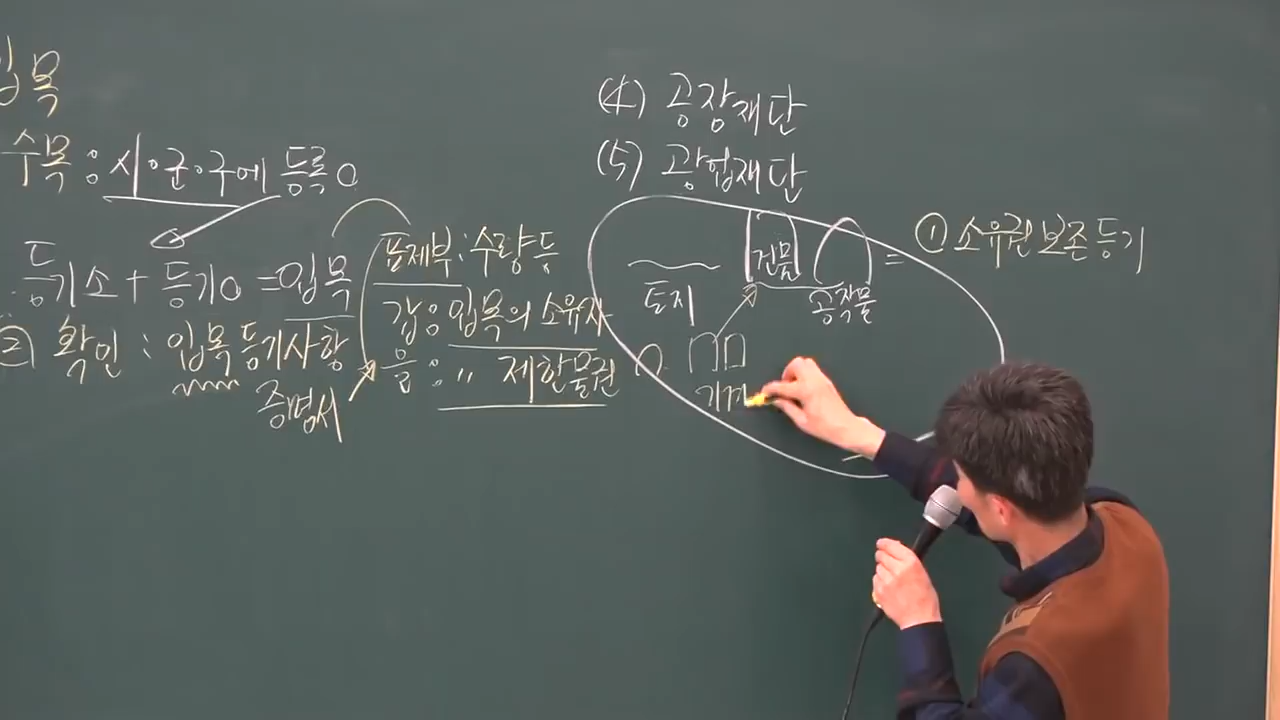 입목
수목 : 시·군·구에 등록○
등기소 + 등기○ = 입목
② 확인 : 입목등기사항
증명서
표제부 : 수량등
갑 : 입목의 소유자
을 : 〃 제한물권
(4) 공장재단
(5) 광업재단
토지
건물
공작물
= ① 소유권보존등기
기계